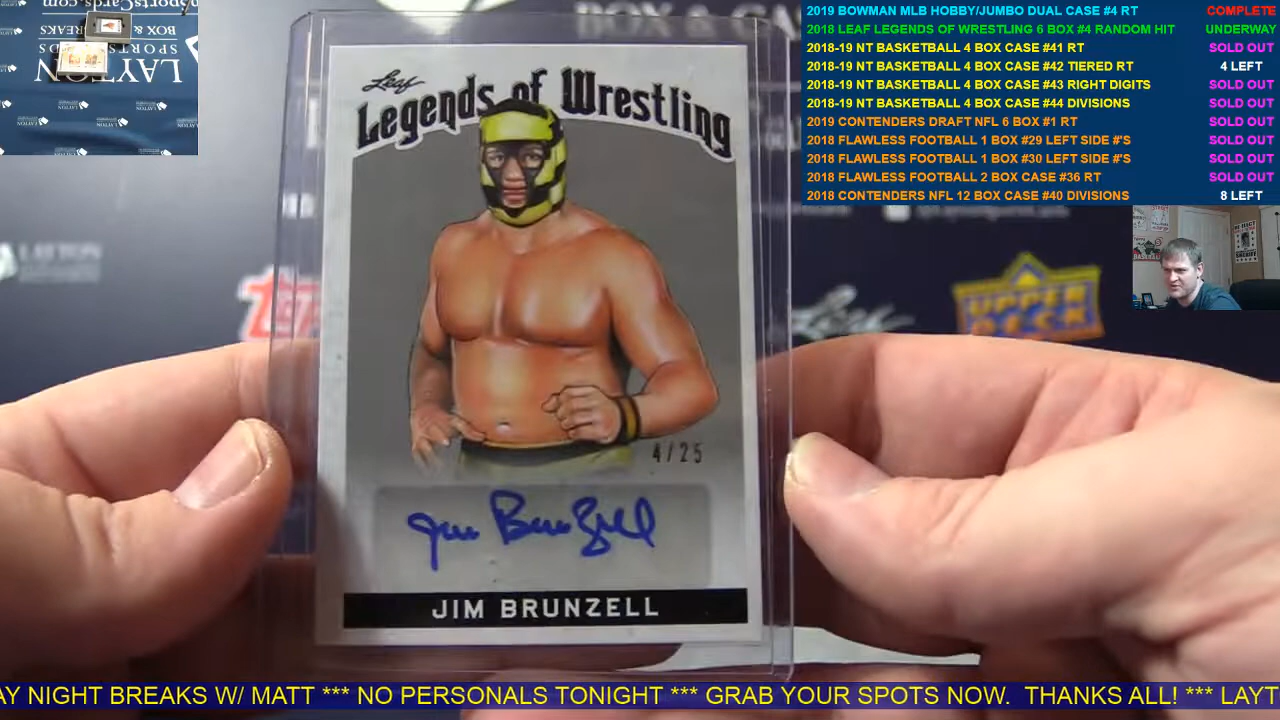 2019 BOWMAN MLB HOBBY/JUMBO DUAL CASE #4 RT COMPLETE
2018 LEAF LEGENDS OF WRESTLING 6 BOX #4 RANDOM HIT UNDERWAY
2018-19 NT BASKETBALL 4 BOX CASE #41 RT SOLD OUT
2018-19 NT BASKETBALL 4 BOX CASE #42 TIERED RT 4 LEFT
2018-19 NT BASKETBALL 4 BOX CASE #43 RIGHT DIGITS SOLD OUT
2018-19 NT BASKETBALL 4 BOX CASE #44 DIVISIONS SOLD OUT
2019 CONTENDERS DRAFT NFL 6 BOX #1 RT SOLD OUT
2018 FLAWLESS FOOTBALL 1 BOX #29 LEFT SIDE #'S SOLD OUT
2018 FLAWLESS FOOTBALL 1 BOX #30 LEFT SIDE #'S SOLD OUT
2018 FLAWLESS FOOTBALL 2 BOX CASE #36 RT SOLD OUT
2018 CONTENDERS NFL 12 BOX CASE #40 DIVISIONS 8 LEFT
LAYTON
BOX &
Leaf
Legends of Wrestling
4/25
Jim Brunzell
JIM BRUNZELL
LAYTON
Topps
Leaf
UPPER DECK
AY NIGHT BREAKS W/ MATT *** NO PERSONALS TONIGHT *** GRAB YOUR SPOTS NOW. THANKS ALL! *** LAYT